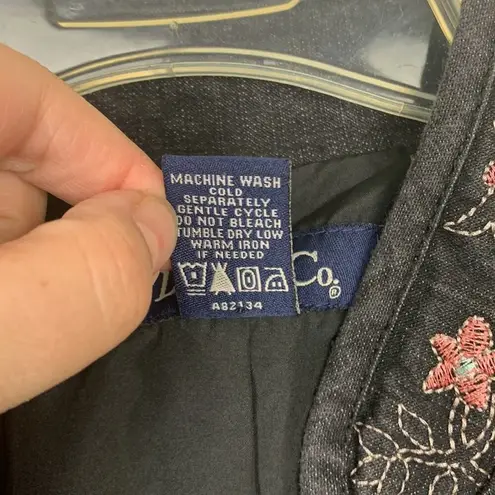 MACHINE WASH
COLD
SEPARATELY
GENTLE CYCLE
DO NOT BLEACH
TUMBLE DRY LOW
WARM IRON
IF NEEDED
A82134
Co.®